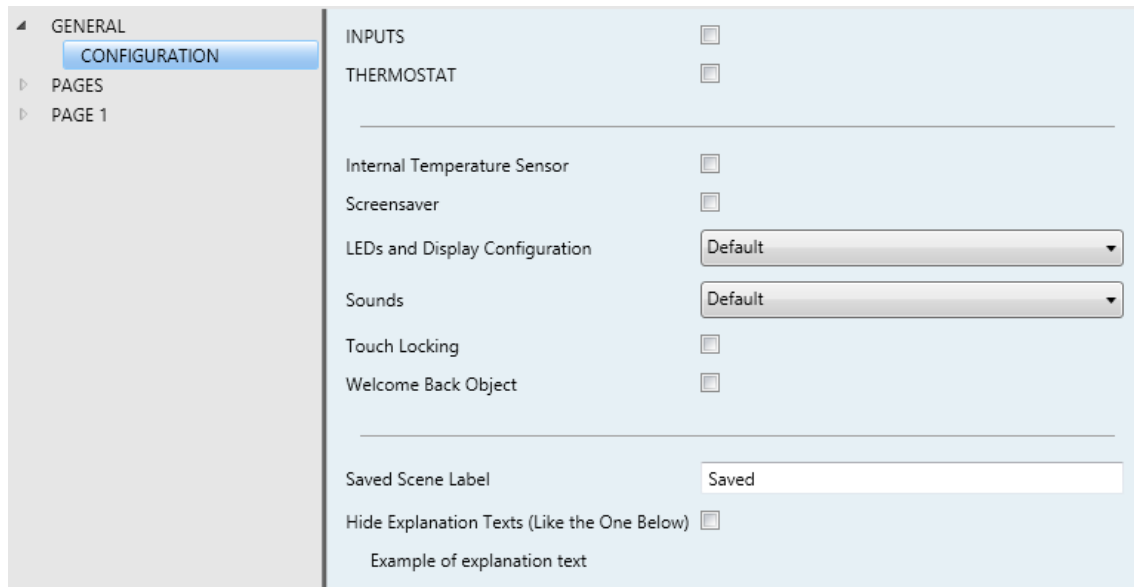 GENERAL
CONFIGURATION
PAGES
PAGE 1
INPUTS
THERMOSTAT
Internal Temperature Sensor
Screensaver
LEDs and Display Configuration Default
Sounds Default
Touch Locking
Welcome Back Object
Saved Scene Label Saved
Hide Explanation Texts (Like the One Below)
Example of explanation text